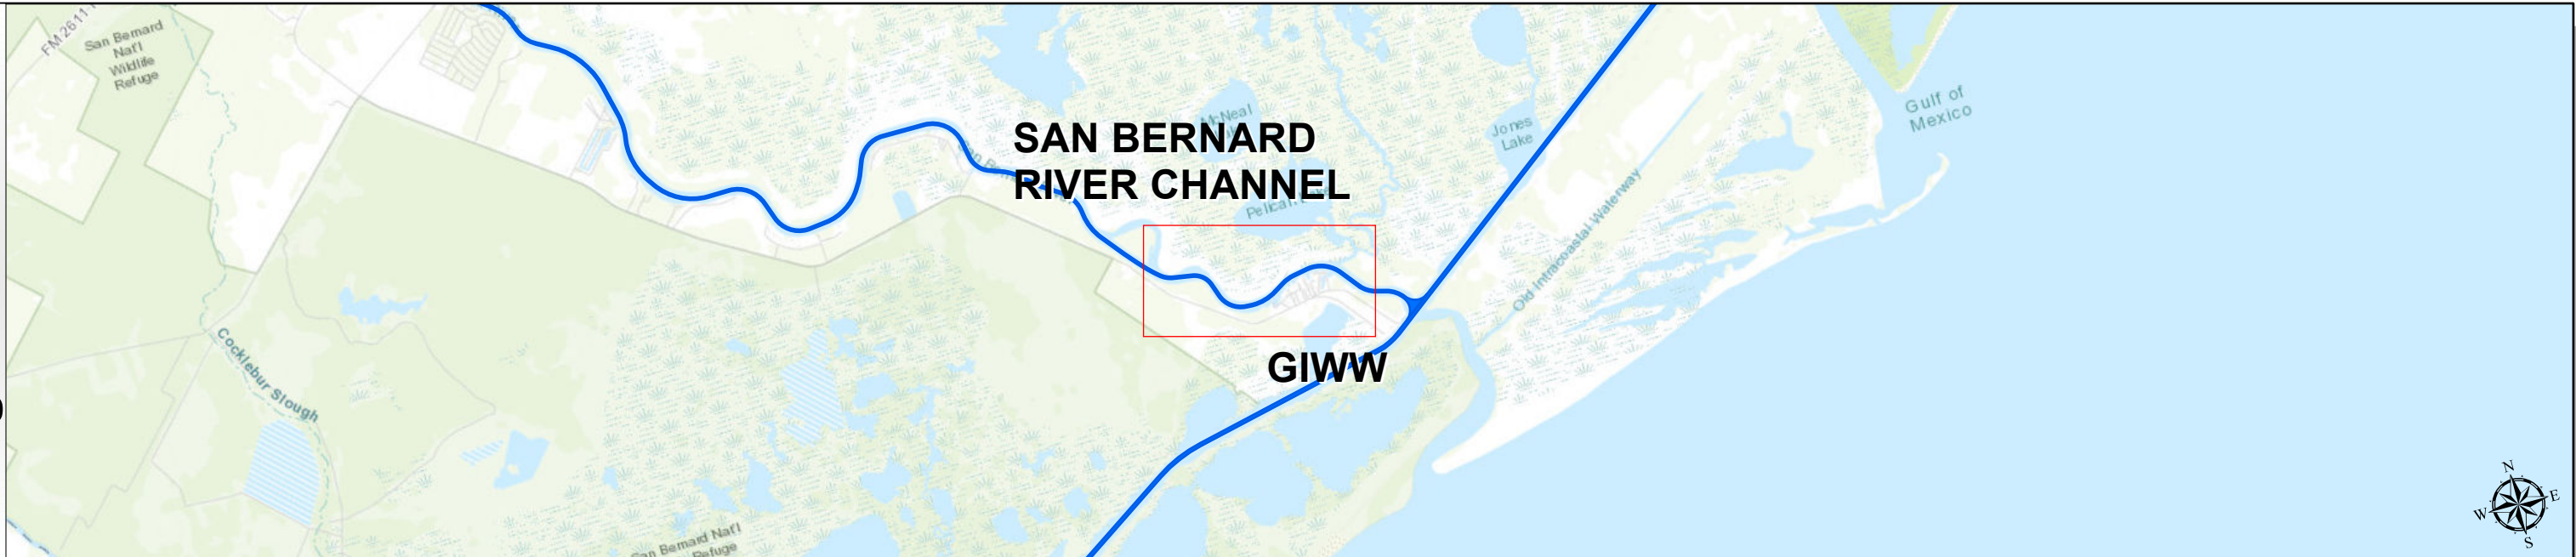 FM 2611
San Bernard
Nat'l
Wildlife
Refuge
SAN BERNARD
RIVER CHANNEL
McNeal
Jones
Lake
Gulf of
Mexico
Old Intracoastal Waterway
GIWW
Cocklebur Slough
San Bernard Nat'l
Refuge
N
E
W
S